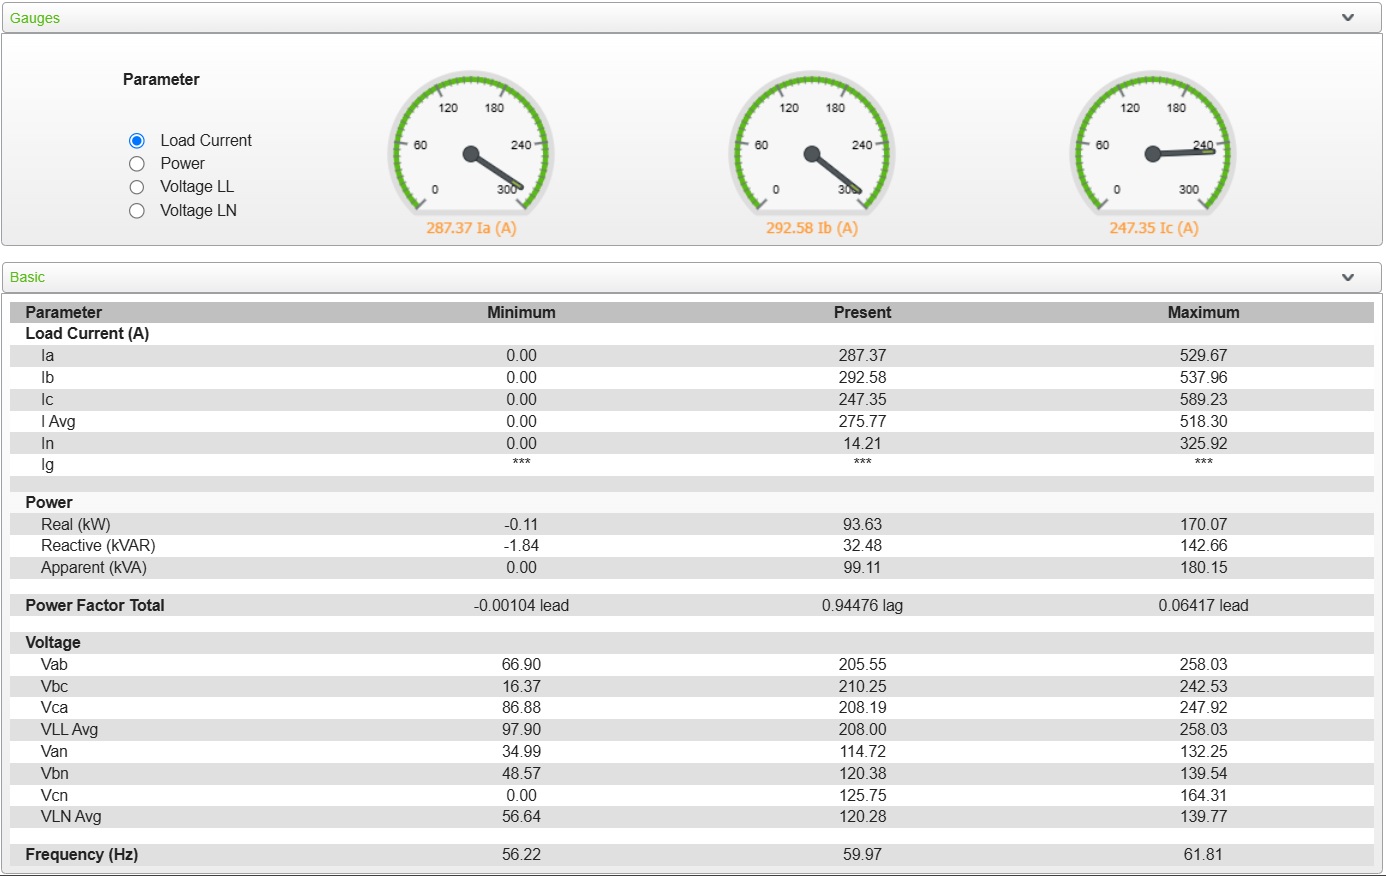 Gauges
Parameter
Load Current
Power
Voltage LL
Voltage LN
0 60 120 180 240 300
287.37 Ia (A)
0 60 120 180 240 300
292.58 Ib (A)
0 60 120 180 240 300
247.35 Ic (A)
Basic
Parameter Minimum Present Maximum
Load Current (A)
Ia 0.00 287.37 529.67
Ib 0.00 292.58 537.96
Ic 0.00 247.35 589.23
I Avg 0.00 275.77 518.30
In 0.00 14.21 325.92
Ig *** *** ***
Power
Real (kW) -0.11 93.63 170.07
Reactive (kVAR) -1.84 32.48 142.66
Apparent (kVA) 0.00 99.11 180.15
Power Factor Total -0.00104 lead 0.94476 lag 0.06417 lead
Voltage
Vab 66.90 205.55 258.03
Vbc 16.37 210.25 242.53
Vca 86.88 208.19 247.92
VLL Avg 97.90 208.00 258.03
Van 34.99 114.72 132.25
Vbn 48.57 120.38 139.54
Vcn 0.00 125.75 164.31
VLN Avg 56.64 120.28 139.77
Frequency (Hz) 56.22 59.97 61.81